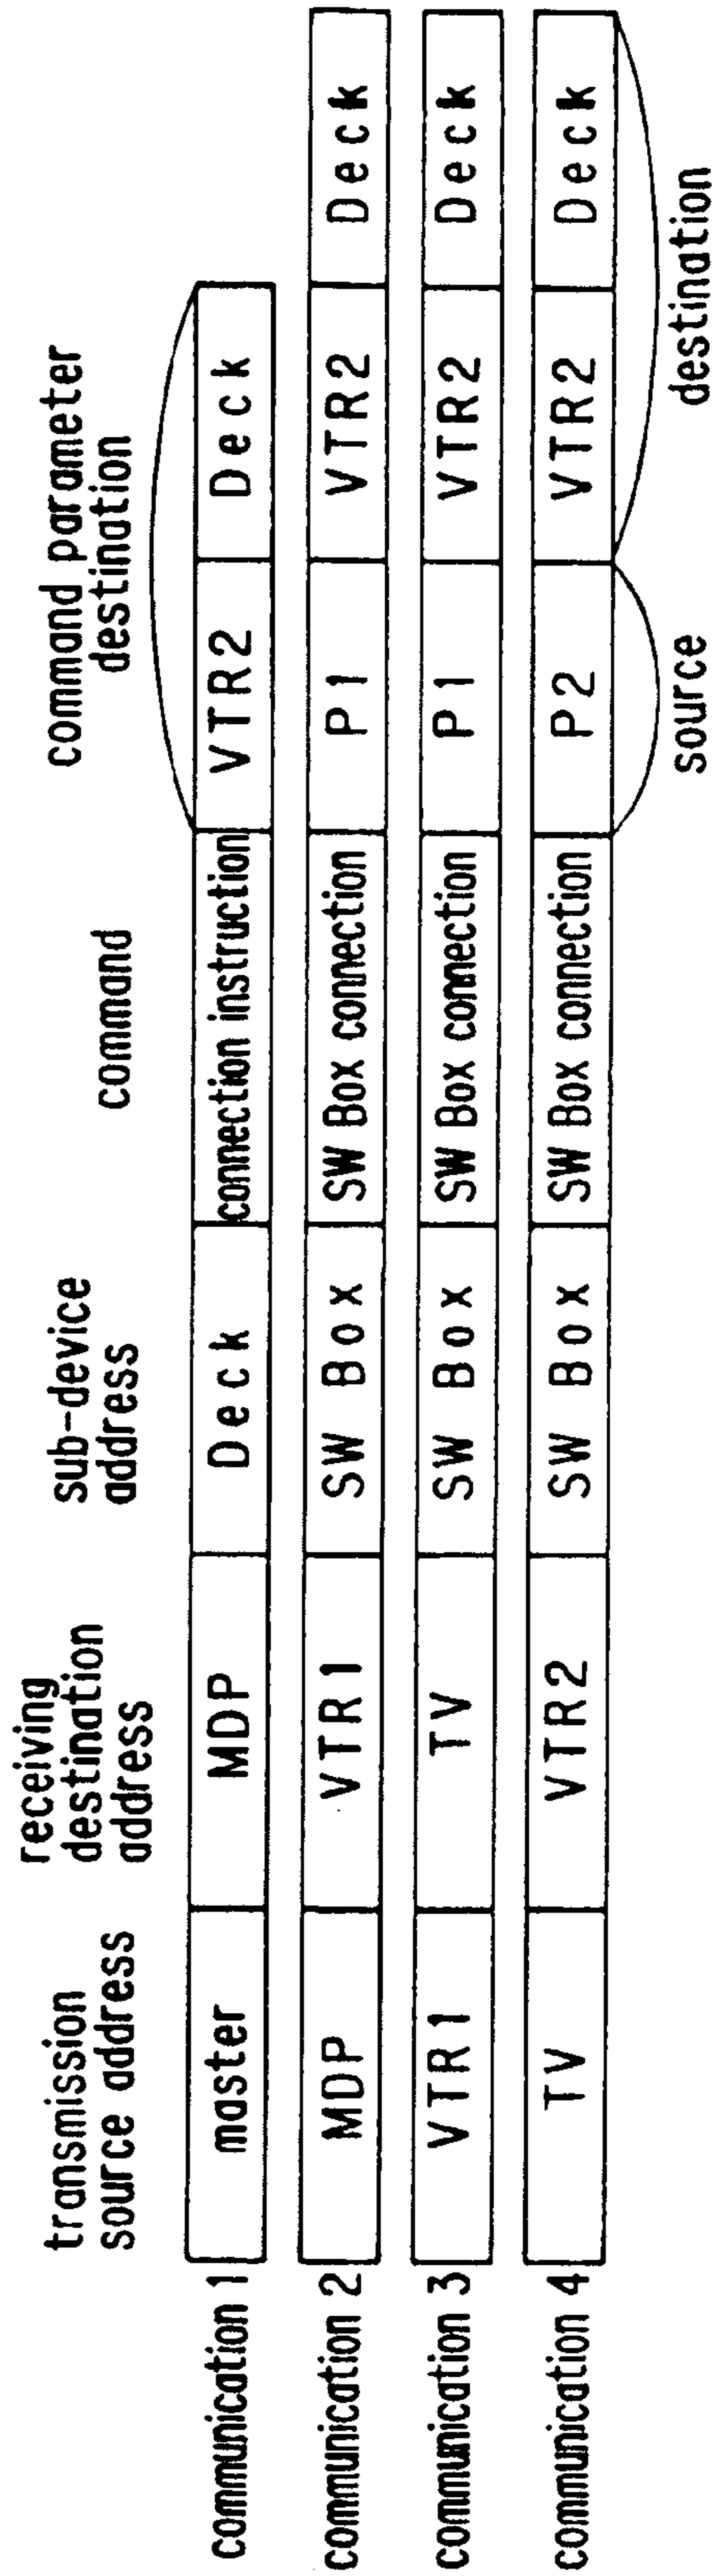 transmission
source address
receiving
destination
address
sub-device
address
command
command parameter
destination
communication 1 master MDP Deck connection instruction VTR2 Deck
communication 2 MDP VTR1 SW Box SW Box connection P1 VTR2 Deck
communication 3 VTR1 TV SW Box SW Box connection P1 VTR2 Deck
communication 4 TV VTR2 SW Box SW Box connection P2 VTR2 Deck
source destination